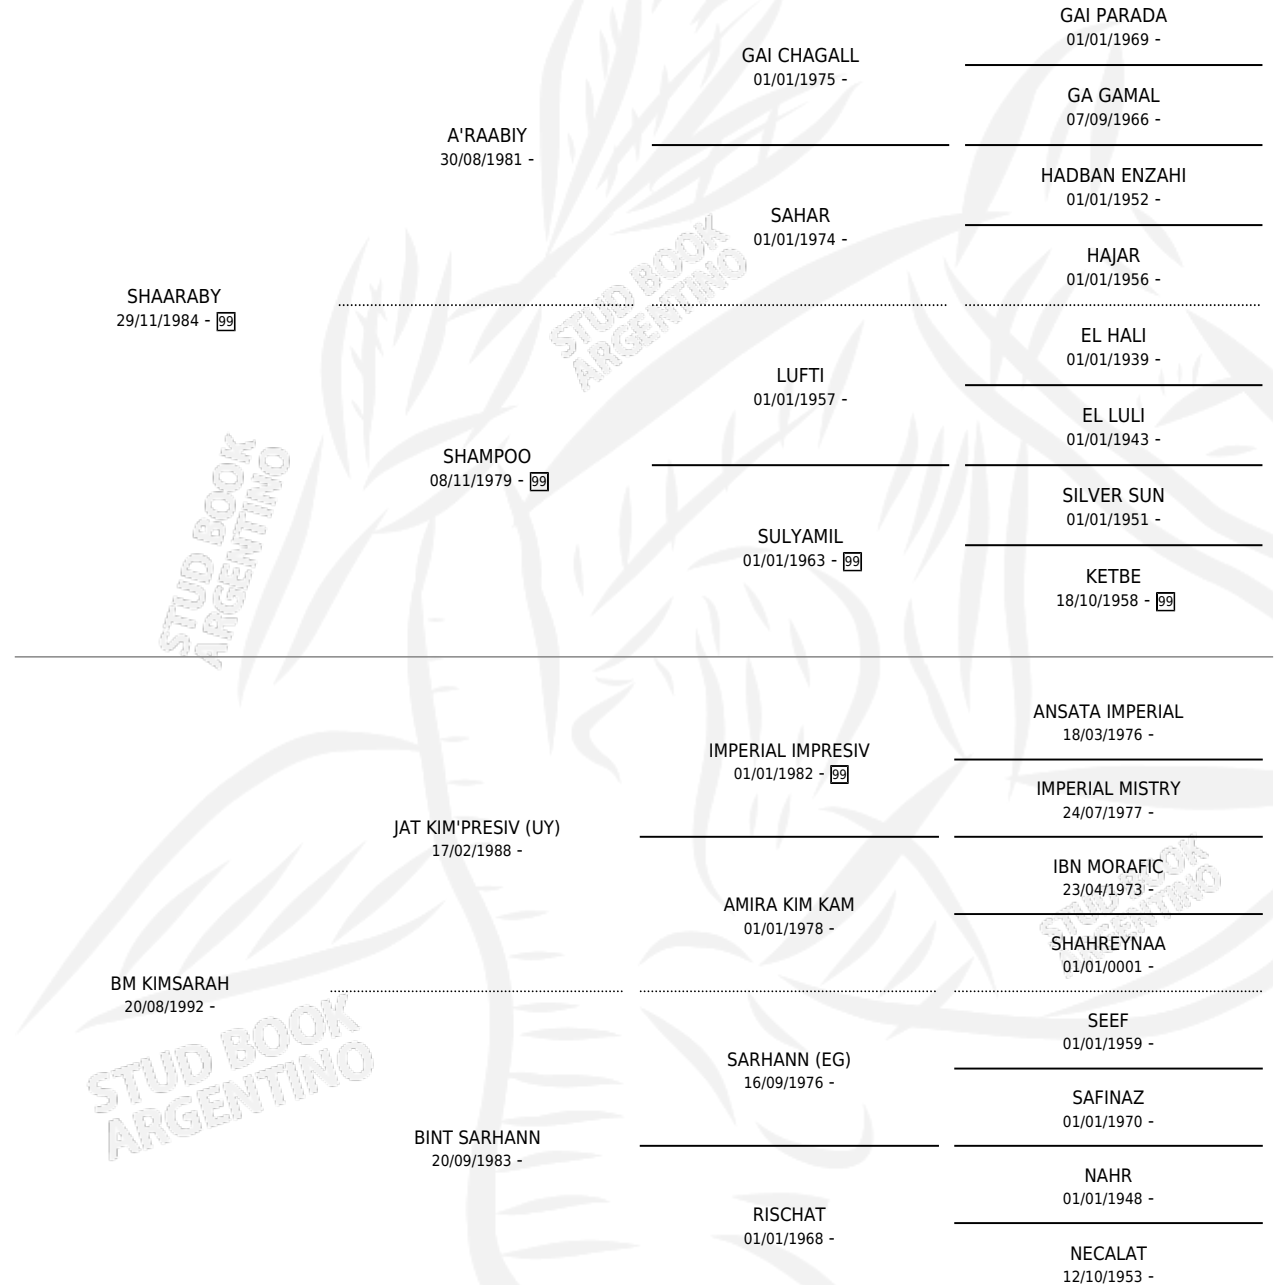 GAI PARADA
01/01/1969 -
GAI CHAGALL
01/01/1975 -
GA GAMAL
07/09/1966 -
A'RAABIY
30/08/1981 -
HADBAN ENZAHI
01/01/1952 -
SAHAR
01/01/1974 -
HAJAR
01/01/1956 -
SHAARABY
29/11/1984 - 99
EL HALI
01/01/1939 -
LUFTI
01/01/1957 -
EL LULI
01/01/1943 -
SHAMPOO
08/11/1979 - 99
SILVER SUN
01/01/1951 -
SULYAMIL
01/01/1963 - 99
KETBE
18/10/1958 - 99
STUD BOOK
ARGENTINO
STUD BOOK
ARGENTINO
ANSATA IMPERIAL
18/03/1976 -
IMPERIAL IMPRESIV
01/01/1982 - 99
IMPERIAL MISTRY
24/07/1977 -
JAT KIM'PRESIV (UY)
17/02/1988 -
IBN MORAFIC
23/04/1973 -
AMIRA KIM KAM
01/01/1978 -
SHAHREYNAA
01/01/0001 -
BM KIMSARAH
20/08/1992 -
SEEF
01/01/1959 -
SARHANN (EG)
16/09/1976 -
SAFINAZ
01/01/1970 -
BINT SARHANN
20/09/1983 -
NAHR
01/01/1948 -
RISCHAT
01/01/1968 -
NECALAT
12/10/1953 -
STUD BOOK
ARGENTINO
STUD BOOK
ARGENTINO